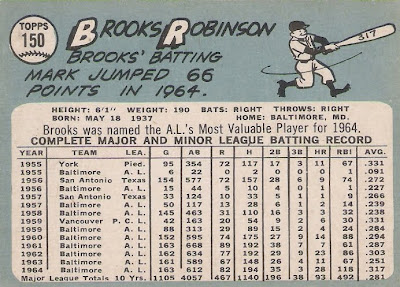 TOPPS
150
BROOKS ROBINSON
BROOKS' BATTING
MARK JUMPED 66
POINTS IN 1964.
317
HEIGHT: 6'1" WEIGHT: 190 BATS: RIGHT THROWS: RIGHT
BORN: MAY 18 1937 HOME: BALTIMORE, MD.
Brooks was named the A.L.'s Most Valuable Player for 1964.
COMPLETE MAJOR AND MINOR LEAGUE BATTING RECORD
YEAR TEAM LEA. G AB R H 2B 3B HR RBI AVG.
1955 York Pied. 95 354 72 117 17 3 11 67 .331
1955 Baltimore A. L. 6 22 0 2 0 0 0 1 .091
1956 San Antonio Texas 154 577 72 157 28 6 9 74 .272
1956 Baltimore A. L. 15 44 5 10 4 0 1 1 .227
1957 San Antonio Texas 33 124 10 33 5 1 1 9 .266
1957 Baltimore A. L. 50 117 13 28 6 1 2 14 .239
1958 Baltimore A. L. 145 463 31 110 16 3 3 32 .238
1959 Vancouver P. C. L. 42 163 20 54 9 2 6 30 .331
1959 Baltimore A. L. 88 313 29 89 15 2 4 24 .284
1960 Baltimore A. L. 152 595 74 175 27 9 14 88 .294
1961 Baltimore A. L. 163 668 89 192 38 7 7 61 .287
1962 Baltimore A. L. 162 634 77 192 29 9 23 86 .303
1963 Baltimore A. L. 161 589 67 148 26 4 11 67 .251
1964 Baltimore A. L. 163 612 82 194 35 3 28 118 .317
Major League Totals 10 Yrs. 1105 4057 467 1140 196 38 93 492 .281